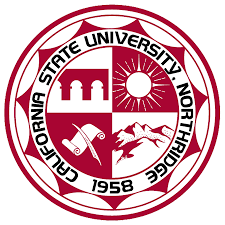 CALIFORNIA STATE UNIVERSITY, NORTHRIDGE
1958